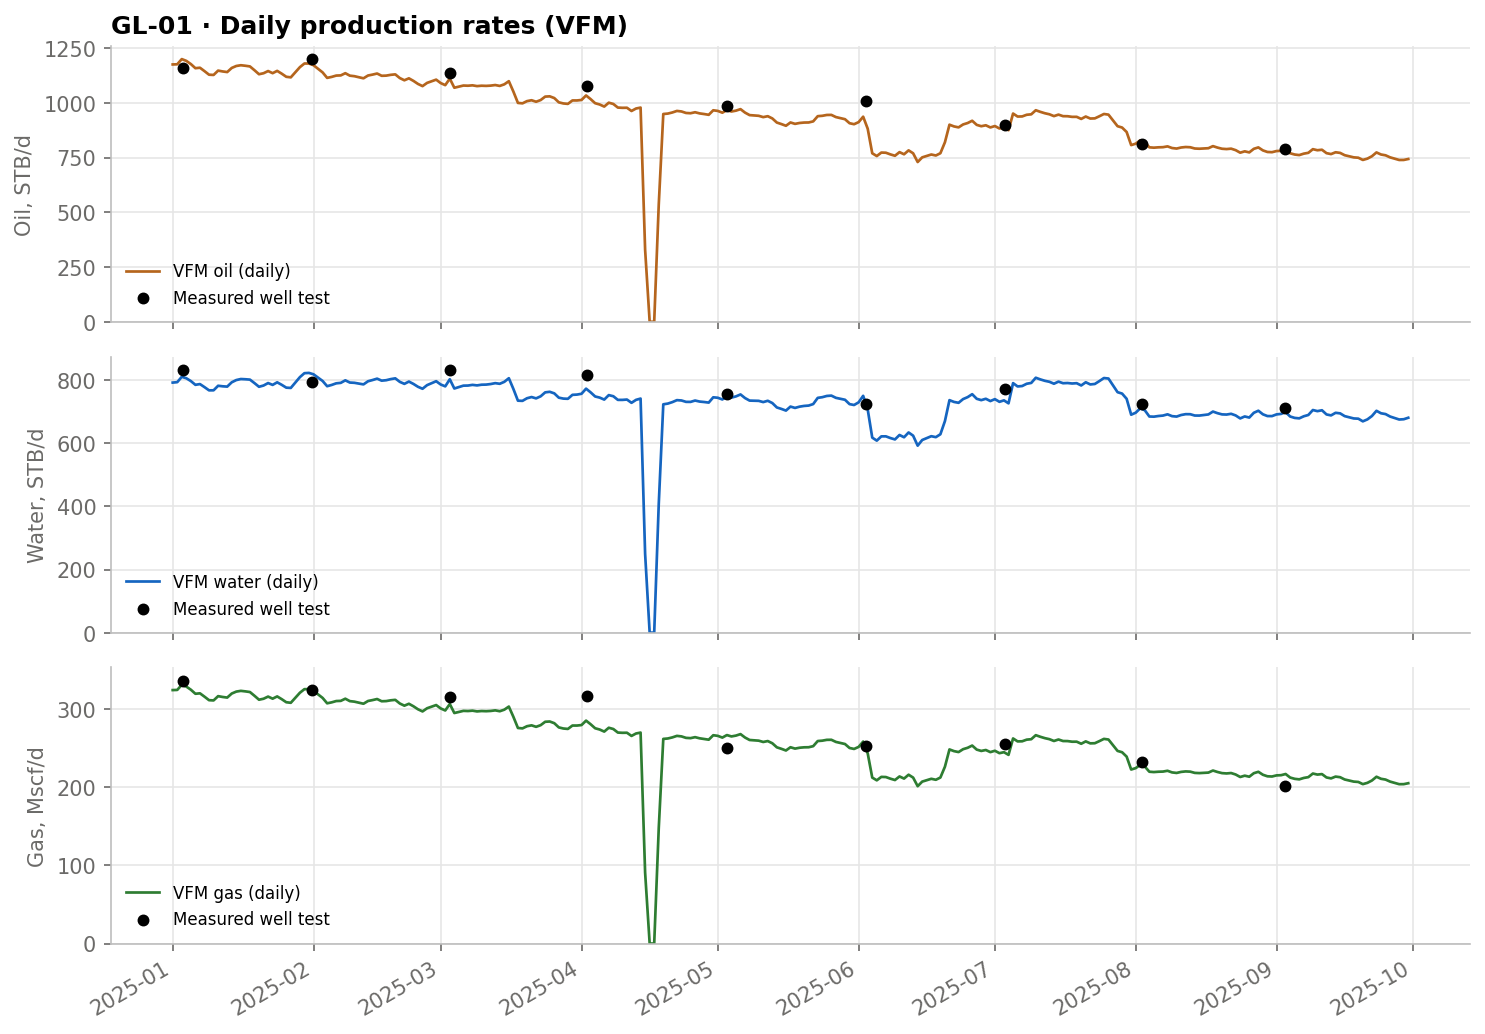 GL-01 · Daily production rates (VFM)
Oil, STB/d
1250
1000
750
500
250
0
VFM oil (daily)
Measured well test
Water, STB/d
800
600
400
200
0
VFM water (daily)
Measured well test
Gas, Mscf/d
300
200
100
0
VFM gas (daily)
Measured well test
2025-01
2025-02
2025-03
2025-04
2025-05
2025-06
2025-07
2025-08
2025-09
2025-10